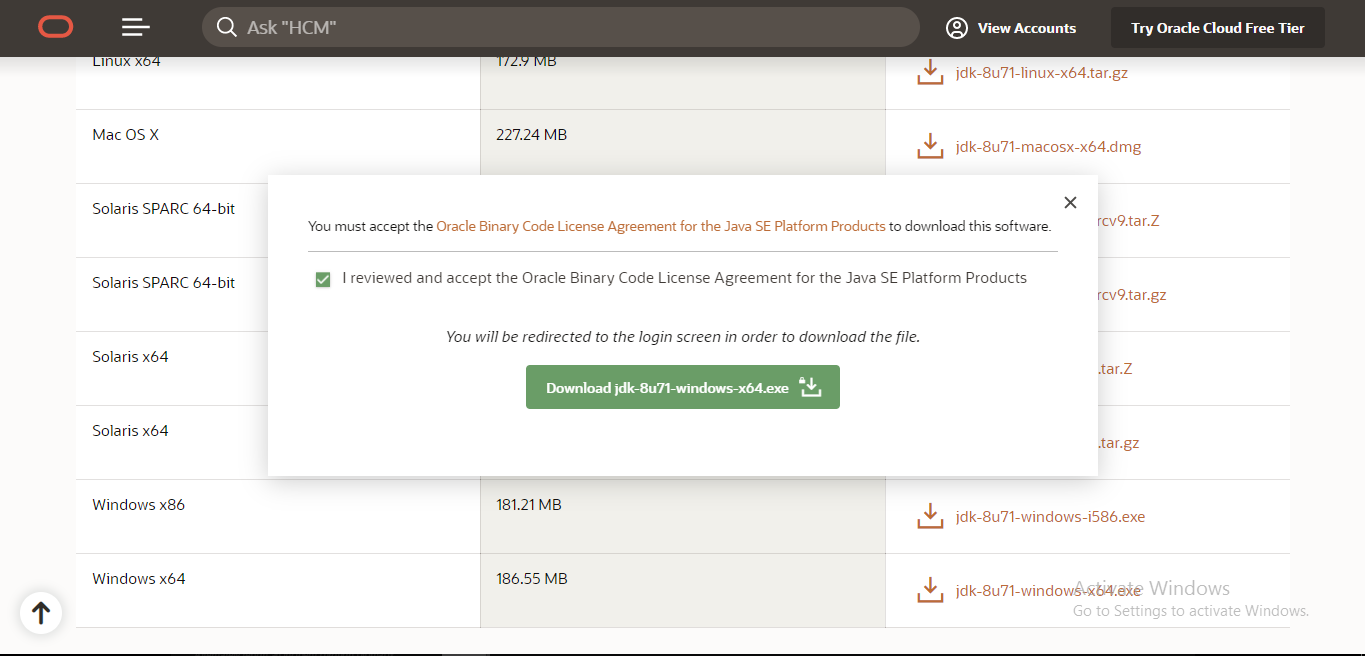 Ask "HCM"
View Accounts
Try Oracle Cloud Free Tier
Linux x64
172.9 MB
jdk-8u71-linux-x64.tar.gz
Mac OS X
227.24 MB
jdk-8u71-macosx-x64.dmg
Solaris SPARC 64-bit
rcv9.tar.Z
You must accept the Oracle Binary Code License Agreement for the Java SE Platform Products to download this software.
I reviewed and accept the Oracle Binary Code License Agreement for the Java SE Platform Products
Solaris SPARC 64-bit
rcv9.tar.gz
You will be redirected to the login screen in order to download the file.
Solaris x64
.tar.Z
Download jdk-8u71-windows-x64.exe
Solaris x64
.tar.gz
Windows x86
181.21 MB
jdk-8u71-windows-i586.exe
Windows x64
186.55 MB
jdk-8u71-windows-x64.exe
Activate Windows
Go to Settings to activate Windows.